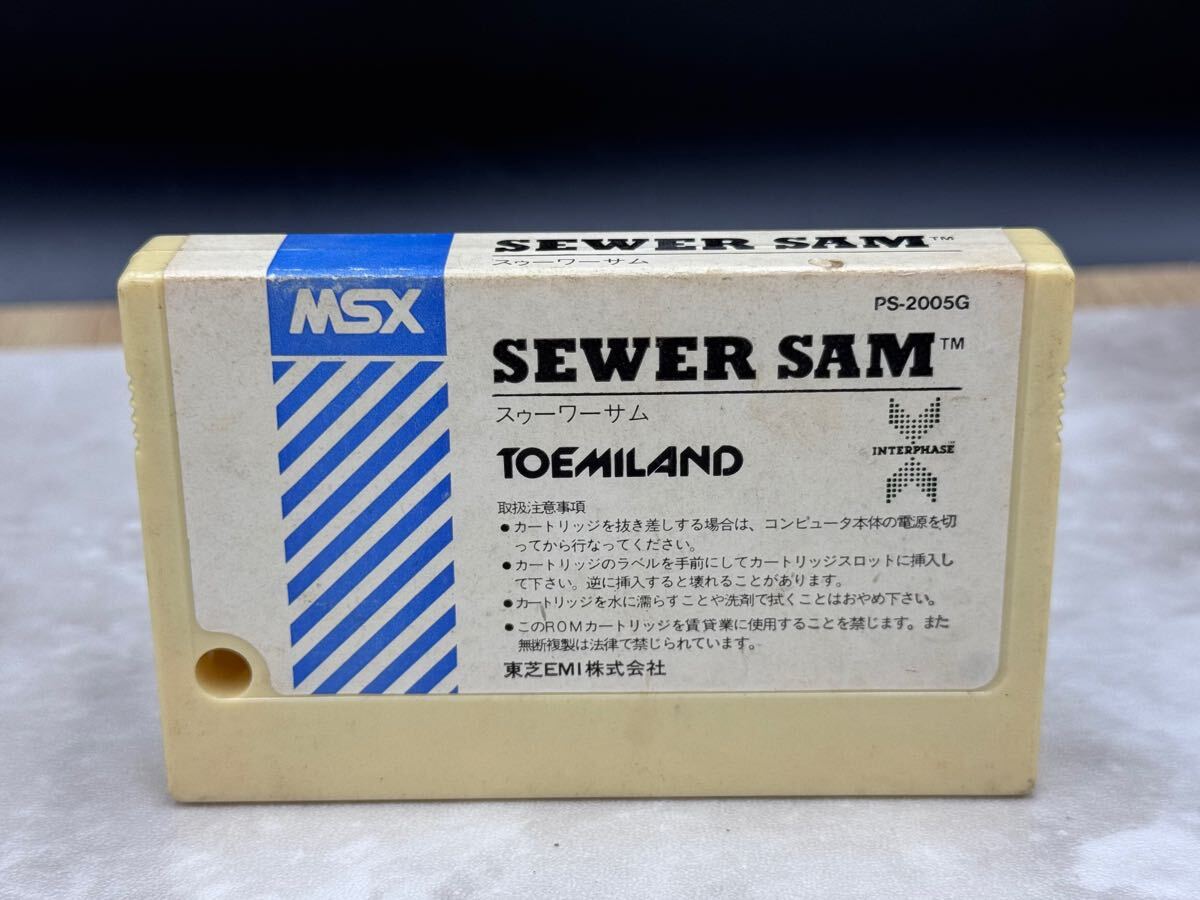 SEWER SAM™
スゥーワーサム
MSX
PS-2005G
SEWER SAM™
スゥーワーサム
INTERPHASE™
TOEMILAND
取扱注意事項
●カートリッジを抜き差しする場合は、コンピュータ本体の電源を切
ってから行なってください。
●カートリッジのラベルを手前にしてカートリッジスロットに挿入し
て下さい。逆に挿入すると壊れることがあります。
●カートリッジを水に濡らすことや洗剤で拭くことはおやめ下さい。
●このROMカートリッジを賃貸業に使用することを禁じます。また
無断複製は法律で禁じられています。
東芝EMI株式会社